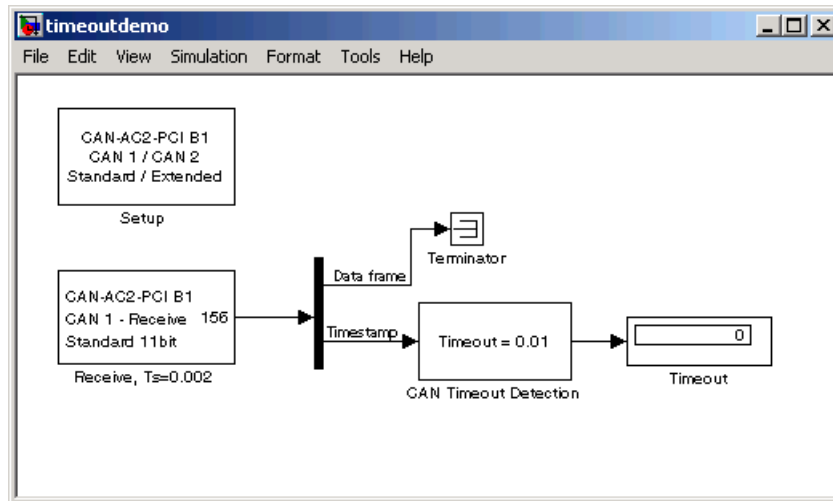 timeoutdemo
File Edit View Simulation Format Tools Help
CAN-AC2-PCI B1
CAN 1 / CAN 2
Standard / Extended
Setup
Terminator
Data frame
CAN-AC2-PCI B1
CAN 1 - Receive 156
Standard 11bit
Receive, Ts=0.002
Timestamp
Timeout = 0.01
CAN Timeout Detection
0
Timeout